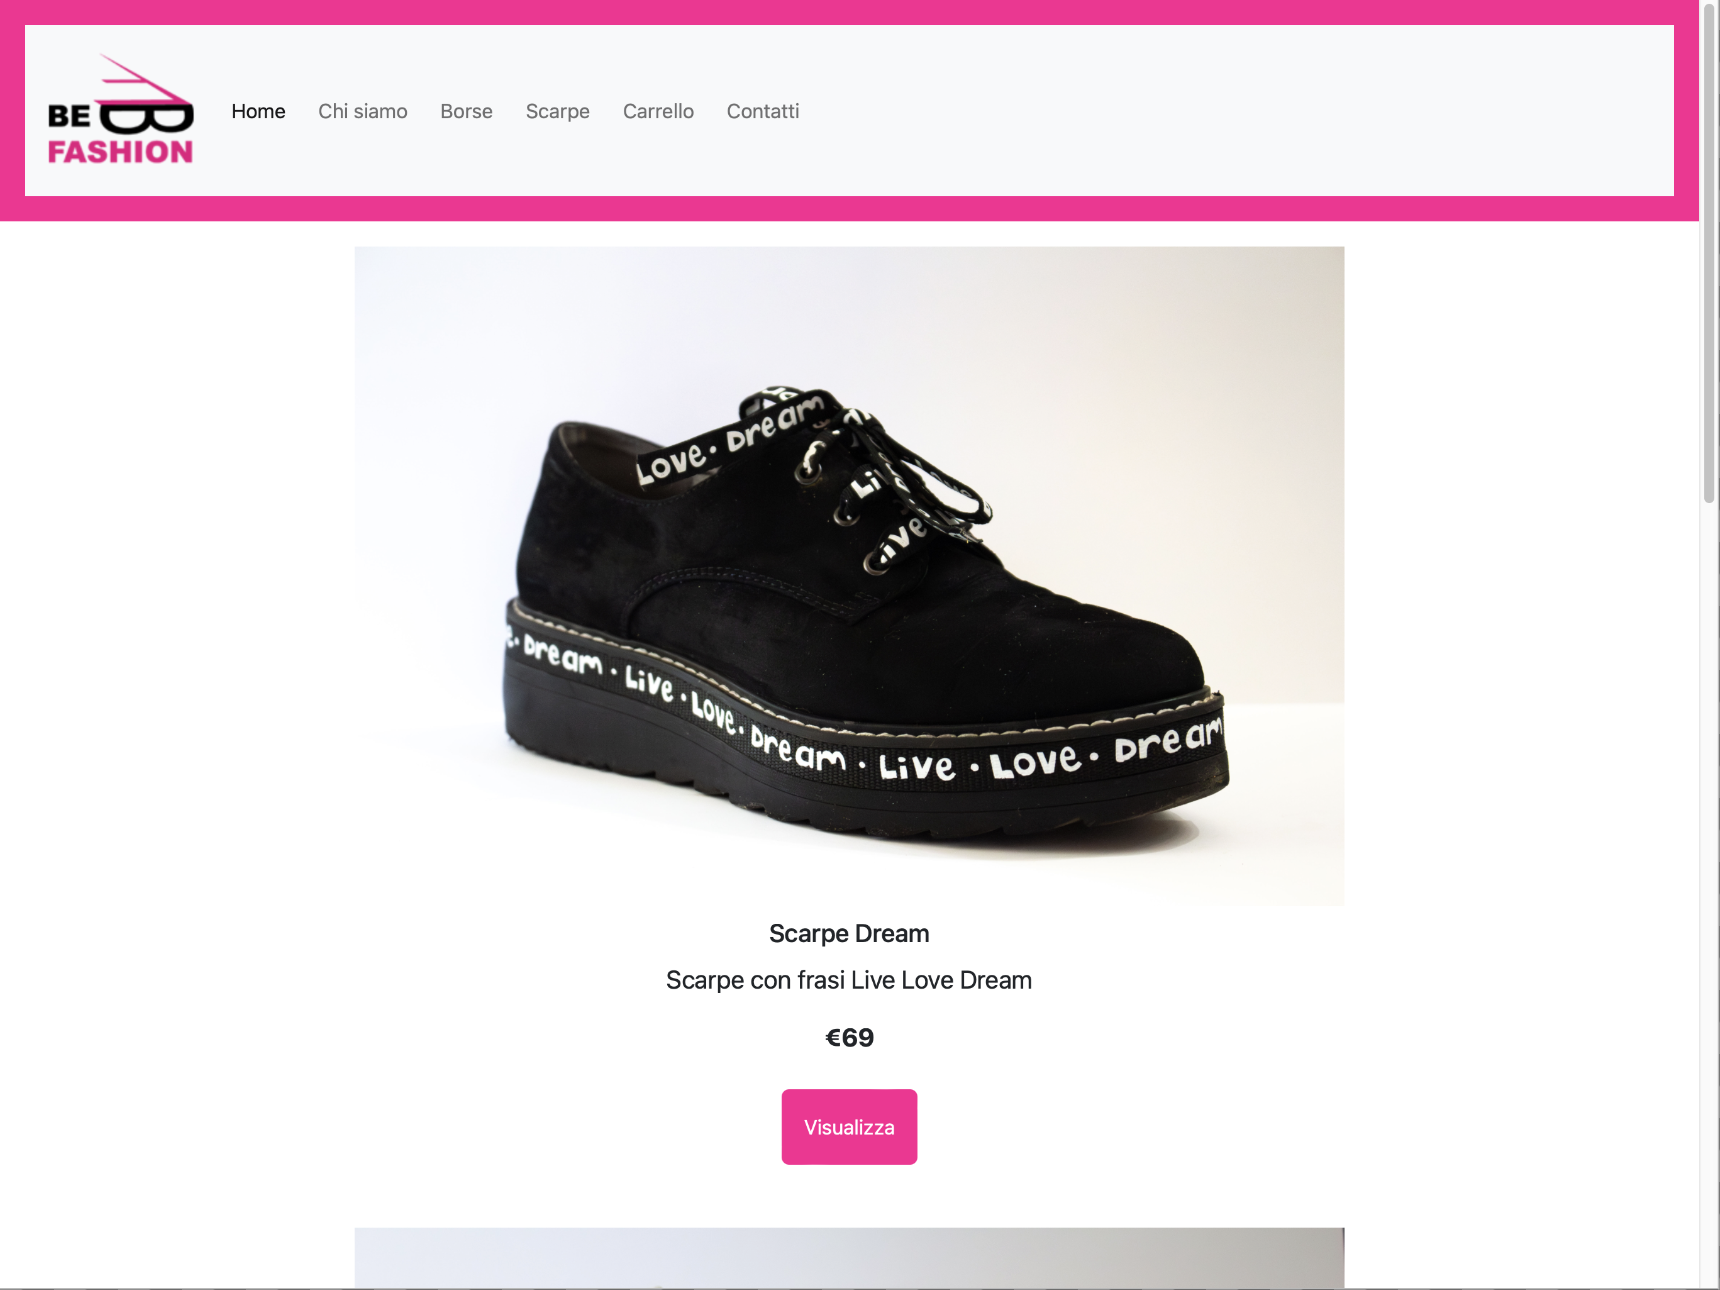 BE B
FASHION
Home Chi siamo Borse Scarpe Carrello Contatti
Love · Dream
Li
Live
e · Dream · Live · Love · Dream · Live · Love · Dream
Scarpe Dream
Scarpe con frasi Live Love Dream
€69
Visualizza